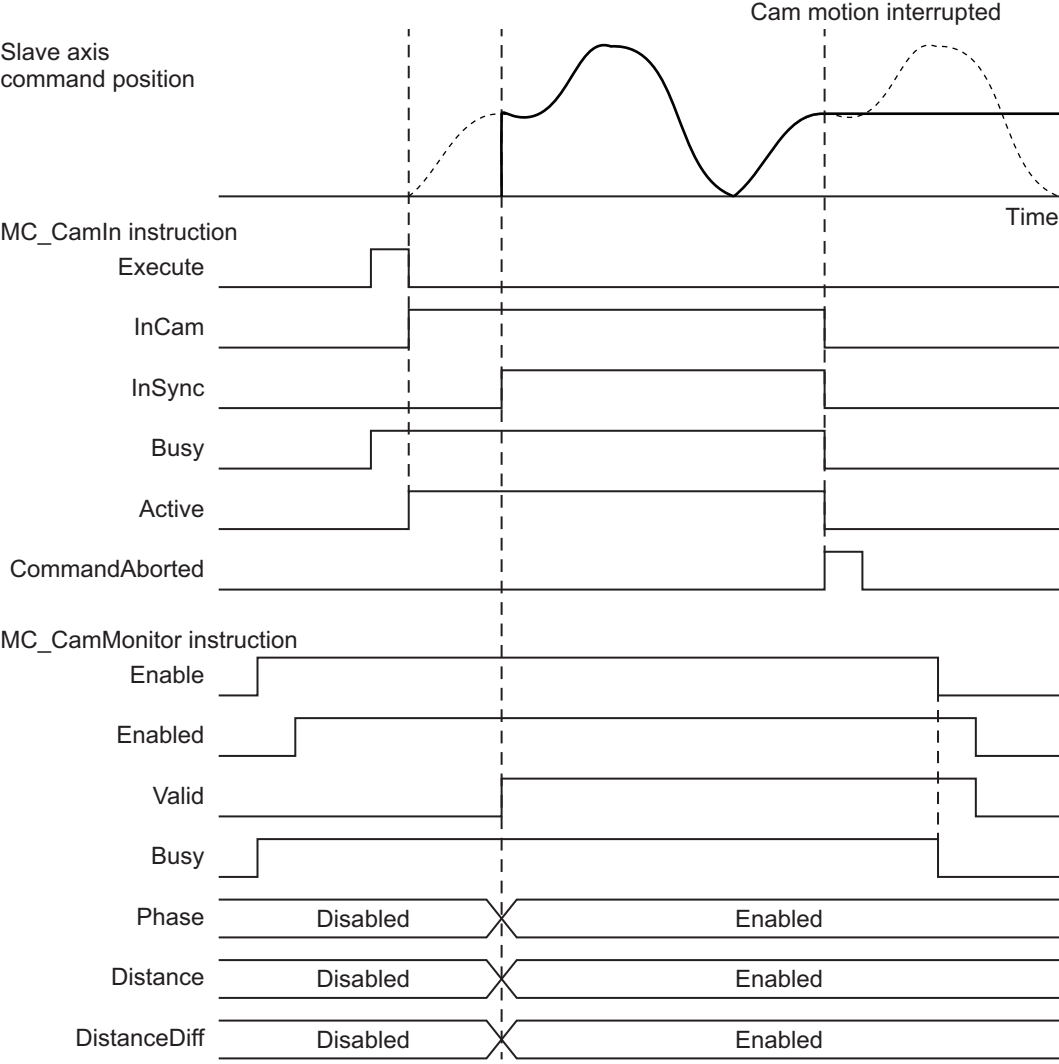 Cam motion interrupted
Slave axis
command position
Time
MC_CamIn instruction
Execute
InCam
InSync
Busy
Active
CommandAborted
MC_CamMonitor instruction
Enable
Enabled
Valid
Busy
Phase Disabled Enabled
Distance Disabled Enabled
DistanceDiff Disabled Enabled